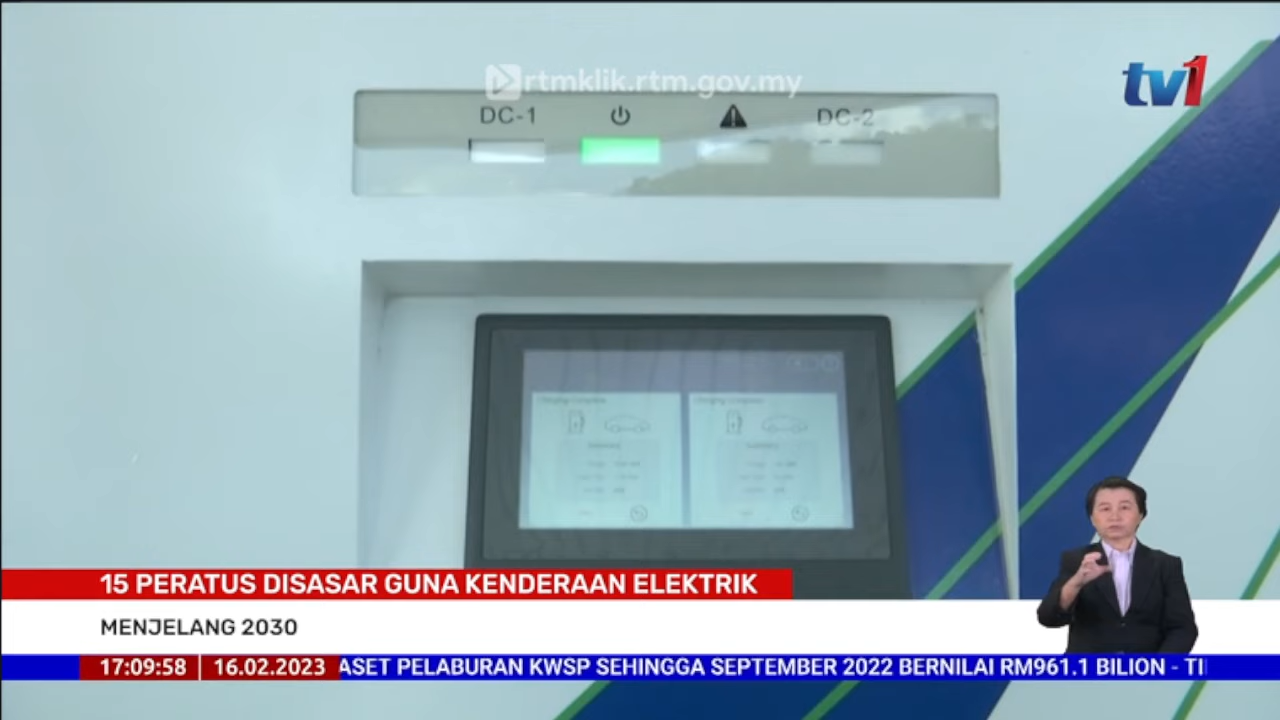 rtmklik.rtm.gov.my
tv1
DC-1
DC-2
15 PERATUS DISASAR GUNA KENDERAAN ELEKTRIK
MENJELANG 2030
17:09:58 16.02.2023 ASET PELABURAN KWSP SEHINGGA SEPTEMBER 2022 BERNILAI RM961.1 BILION - TI